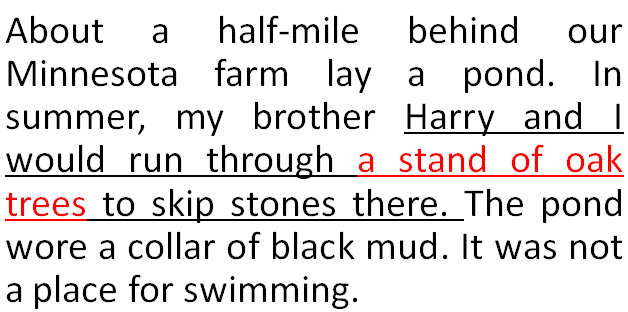 About a half-mile behind our
Minnesota farm lay a pond. In
summer, my brother Harry and I
would run through a stand of oak
trees to skip stones there. The pond
wore a collar of black mud. It was not
a place for swimming.